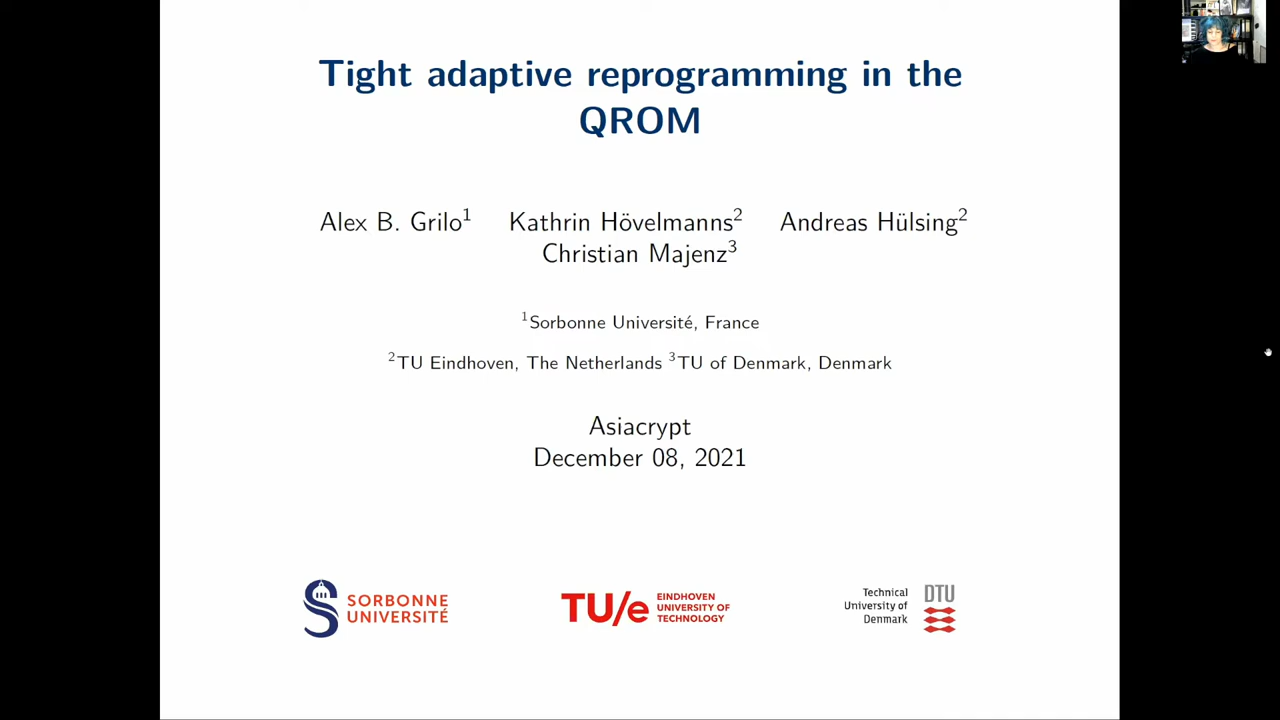 Tight adaptive reprogramming in the
QROM
Alex B. Grilo¹ Kathrin Hövelmanns² Andreas Hülsing²
Christian Majenz³
¹Sorbonne Université, France
²TU Eindhoven, The Netherlands ³TU of Denmark, Denmark
Asiacrypt
December 08, 2021
SORBONNE
UNIVERSITÉ
TU/e
EINDHOVEN
UNIVERSITY OF
TECHNOLOGY
Technical
University of
Denmark
DTU